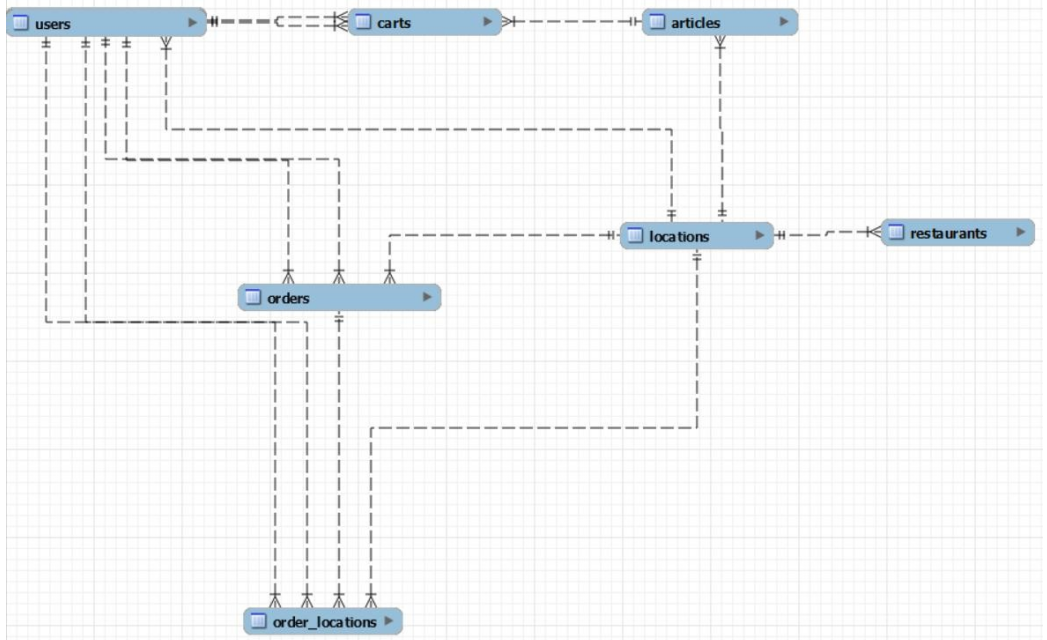 users
carts
articles
locations
restaurants
orders
order_locations